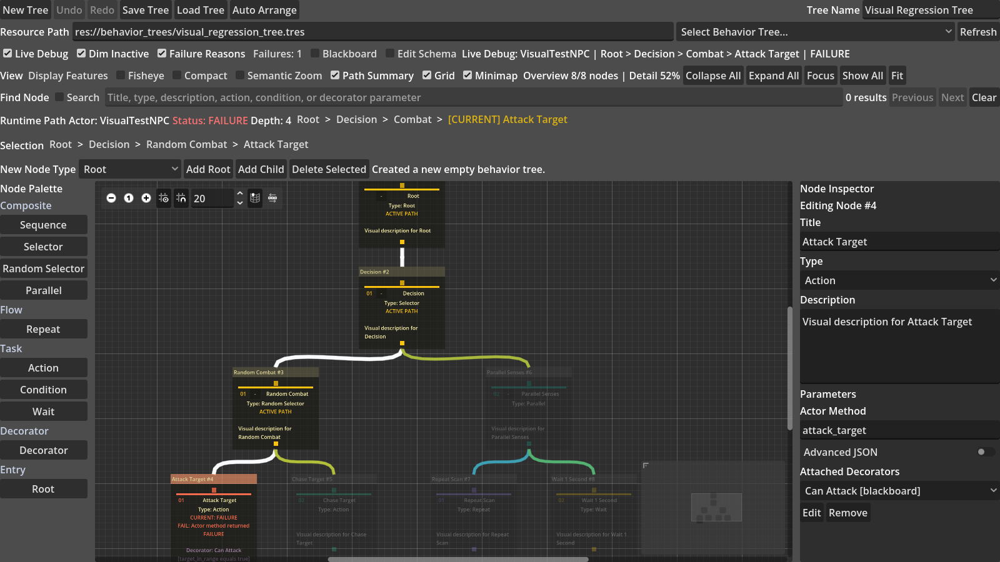 New Tree Undo Redo Save Tree Load Tree Auto Arrange Tree Name Visual Regression Tree
Resource Path res://behavior_trees/visual_regression_tree.tres Select Behavior Tree... Refresh
Live Debug Dim Inactive Failure Reasons Failures: 1 Blackboard Edit Schema Live Debug: VisualTestNPC | Root > Decision > Combat > Attack Target | FAILURE
View Display Features Fisheye Compact Semantic Zoom Path Summary Grid Minimap Overview 8/8 nodes | Detail 52% Collapse All Expand All Focus Show All Fit
Find Node Search Title, type, description, action, condition, or decorator parameter 0 results Previous Next Clear
Runtime Path Actor: VisualTestNPC Status: FAILURE Depth: 4 Root > Decision > Combat > [CURRENT] Attack Target
Selection Root > Decision > Random Combat > Attack Target
New Node Type Root Add Root Add Child Delete Selected Created a new empty behavior tree.
Node Palette
Composite
Sequence
Selector
Random Selector
Parallel
Flow
Repeat
Task
Action
Condition
Wait
Decorator
Decorator
Entry
Root
1 20
- Root
Type: Root
ACTIVE PATH
Visual description for Root
Decision #2
01 - Decision
Type: Selector
ACTIVE PATH
Visual description for
Decision
Random Combat #3
01 - Random Combat
Type: Random Selector
ACTIVE PATH
Visual description for
Random Combat
Parallel Senses #6
02 - Parallel Senses
Type: Parallel
Visual description for
Parallel Senses
Attack Target #4
01 Attack Target
Type: Action
CURRENT: FAILURE
FAIL: Actor method returned
FAILURE
Decorator: Can Attack
[target_in_range equals true]
Chase Target #5
02 Chase Target
Type: Action
Visual description for Chase
Target
Repeat Scan #7
01 Repeat Scan
Type: Repeat
Visual description for Repeat
Scan
Wait 1 Second #8
02 Wait 1 Second
Type: Wait
Visual description for Wait 1
Second
Node Inspector
Editing Node #4
Title
Attack Target
Type
Action
Description
Visual description for Attack Target
Parameters
Actor Method
attack_target
Advanced JSON
Attached Decorators
Can Attack [blackboard]
Edit Remove